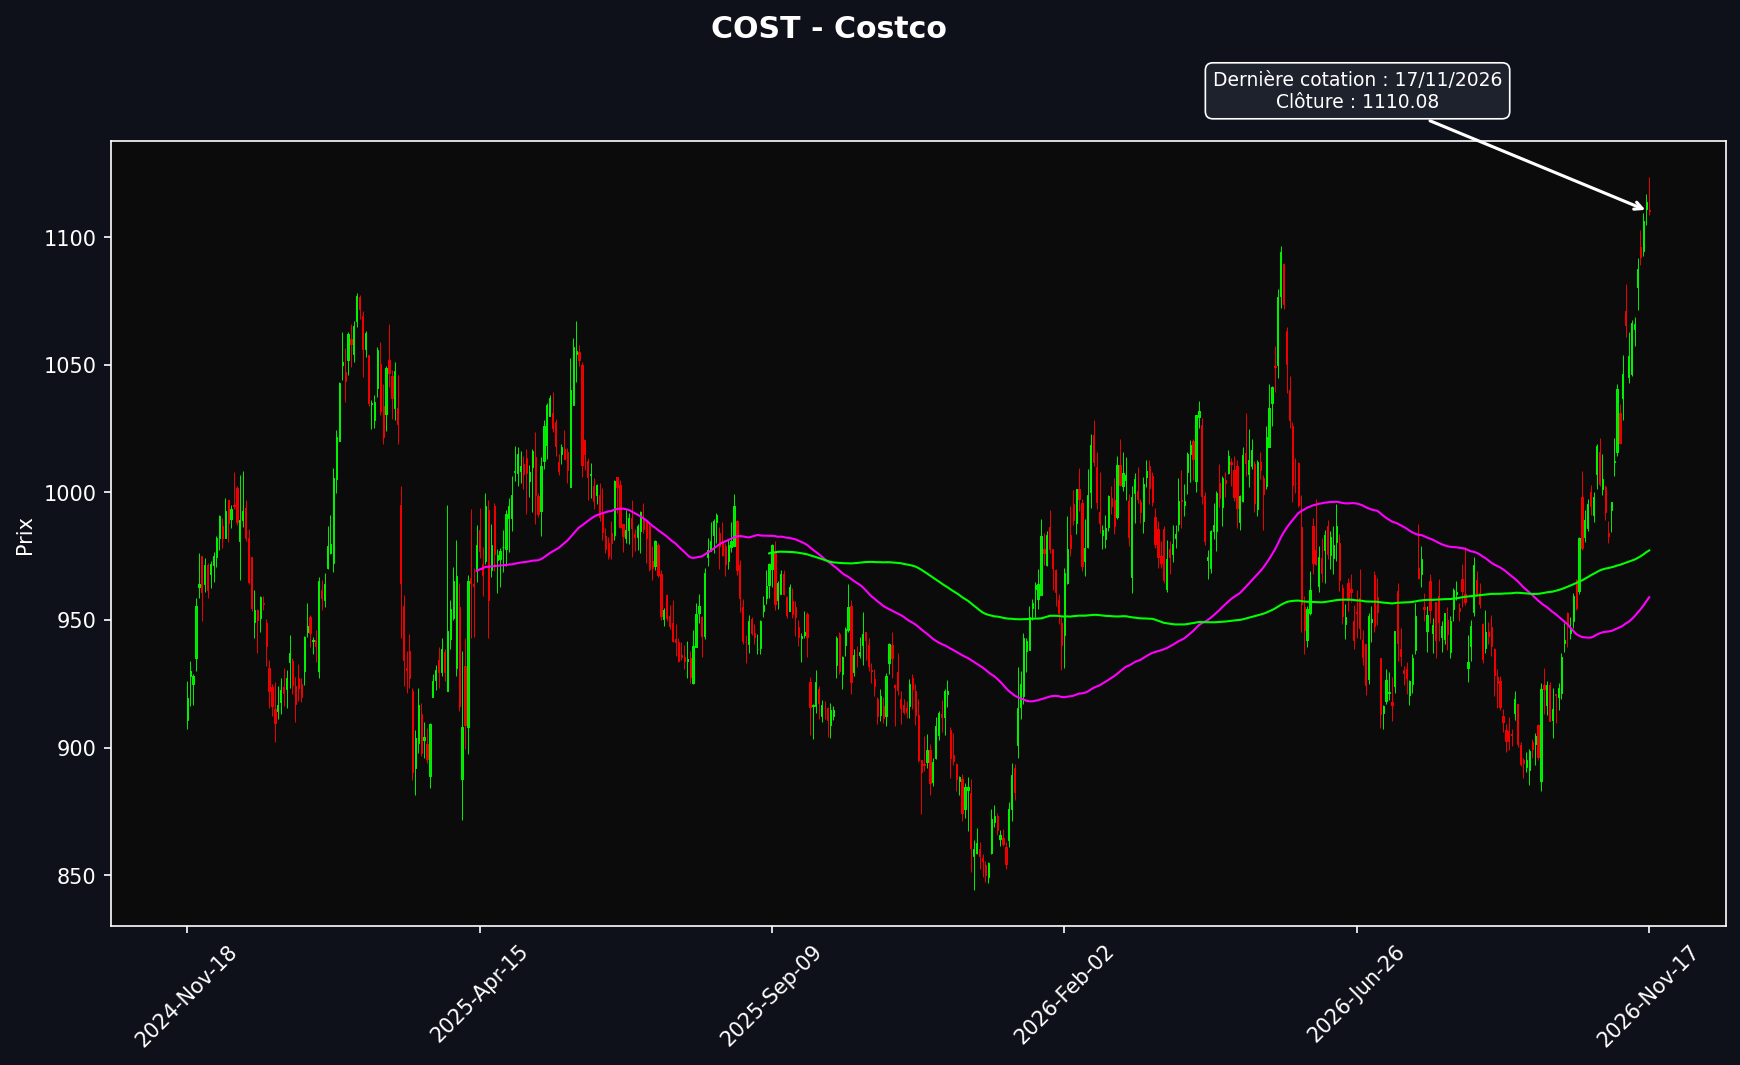 COST - Costco
Dernière cotation : 17/11/2026
Clôture : 1110.08
Prix
1100
1050
1000
950
900
850
2024-Nov-18
2025-Apr-15
2025-Sep-09
2026-Feb-02
2026-Jun-26
2026-Nov-17